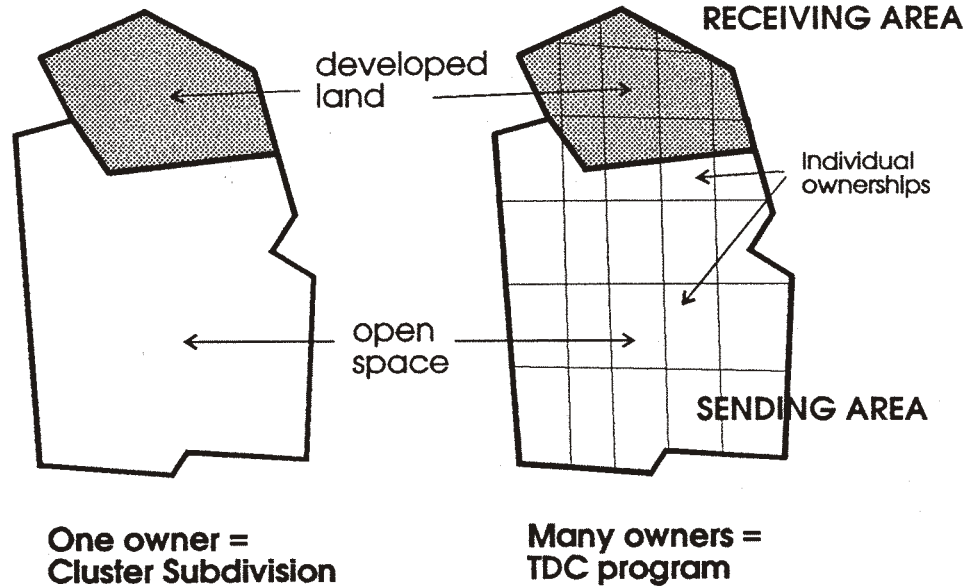 RECEIVING AREA
developed
land
Individual
ownerships
open
space
SENDING AREA
One owner =
Cluster Subdivision
Many owners =
TDC program